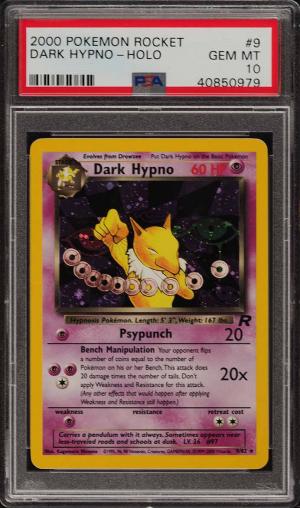 2000 POKEMON ROCKET #9
DARK HYPNO - HOLO GEM MT
10
PSA 40850979
Evolves from Drowzee Put Dark Hypno on the Basic Pokémon
STAGE 1
Dark Hypno 60 HP
Hypnosis Pokémon. Length: 5' 3", Weight: 167 lbs.
Psypunch 20
Bench Manipulation Your opponent flips
a number of coins equal to the number of
Pokémon on his or her Bench. This attack does
20 damage times the number of tails. Don't
apply Weakness and Resistance for this attack.
(Any other effects that would happen after applying
Weakness and Resistance still happen.)
20x
weakness resistance retreat cost
Carries a pendulum with it always. Sometimes appears near
less-traveled roads and schools at dusk. LV. 26 #97
9/82